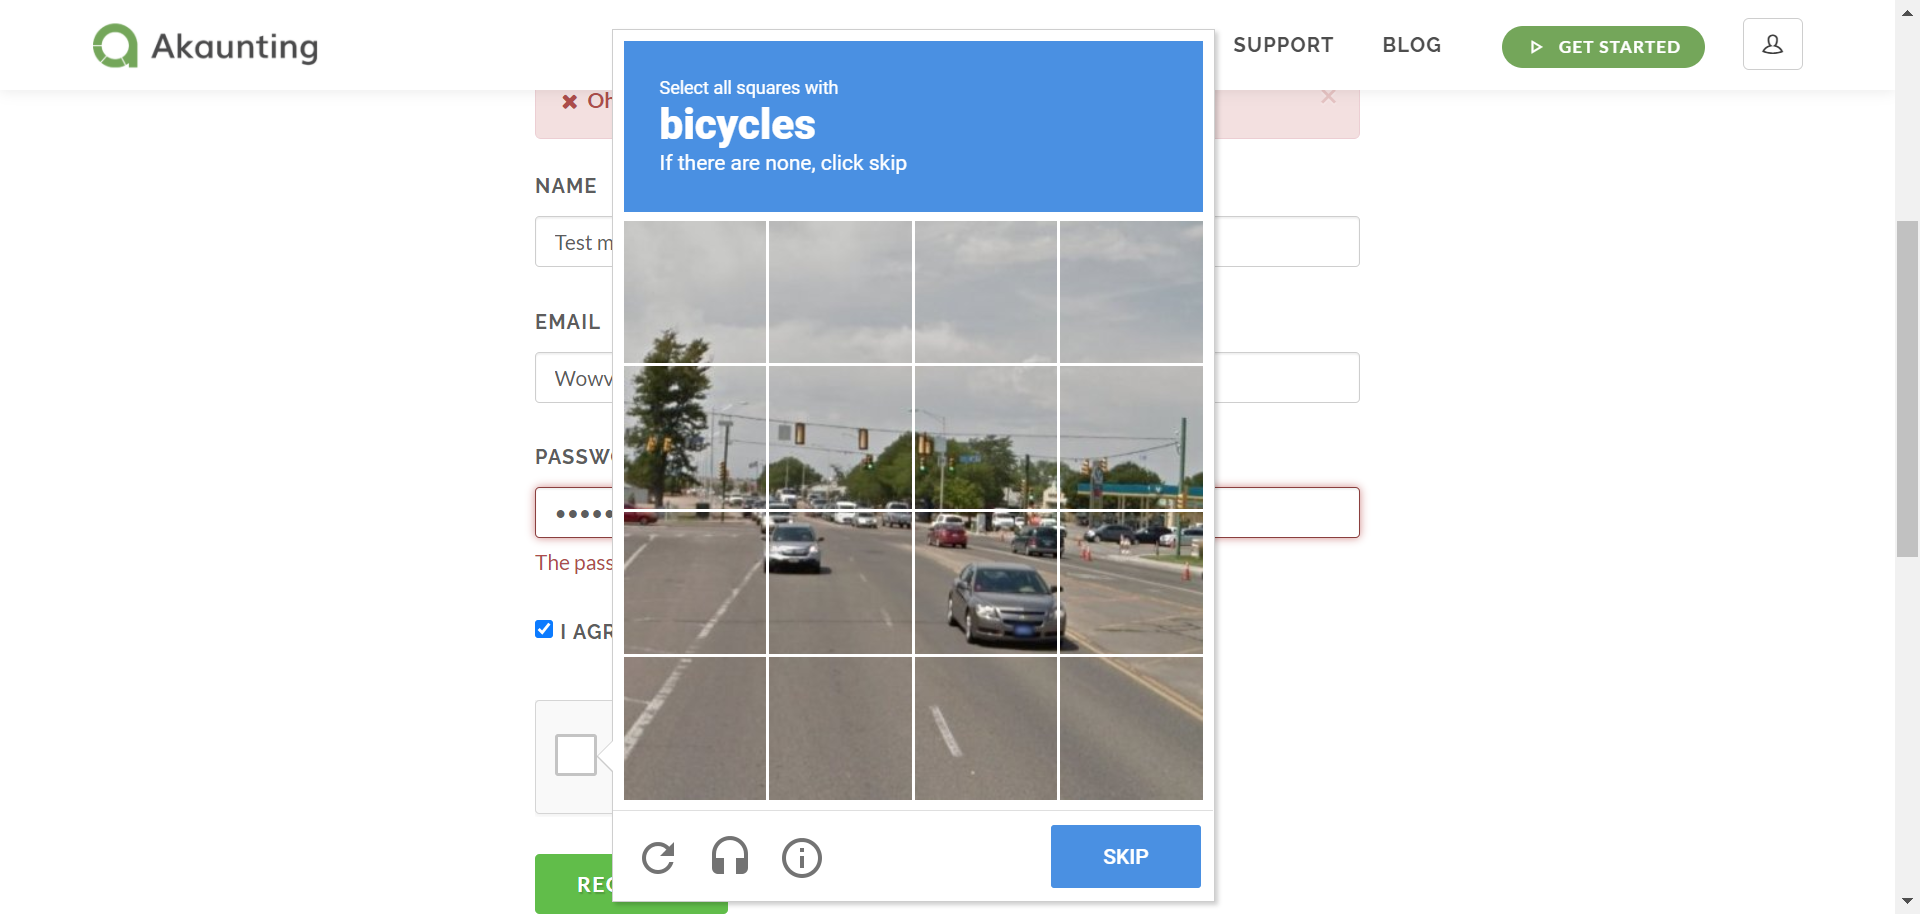 Akaunting
SUPPORT
BLOG
GET STARTED
Oh
Select all squares with
bicycles
If there are none, click skip
NAME
Test m
EMAIL
Wowv
PASSW
•••••
The pass
I AGR
SKIP
REG